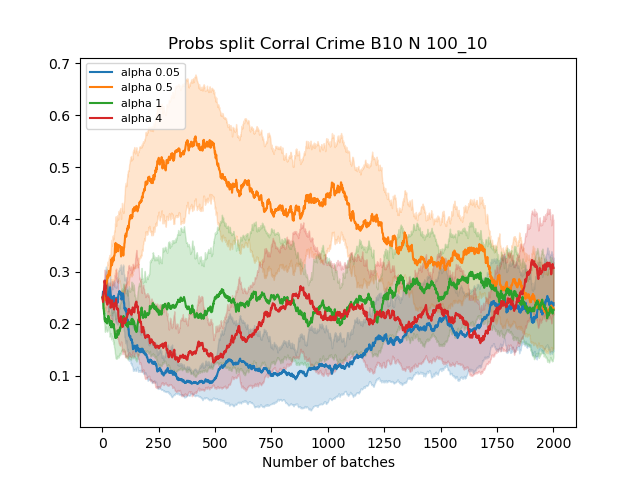 Probs split Corral Crime B10 N 100_10
0.7
0.6
0.5
0.4
0.3
0.2
0.1
alpha 0.05
alpha 0.5
alpha 1
alpha 4
0 250 500 750 1000 1250 1500 1750 2000
Number of batches